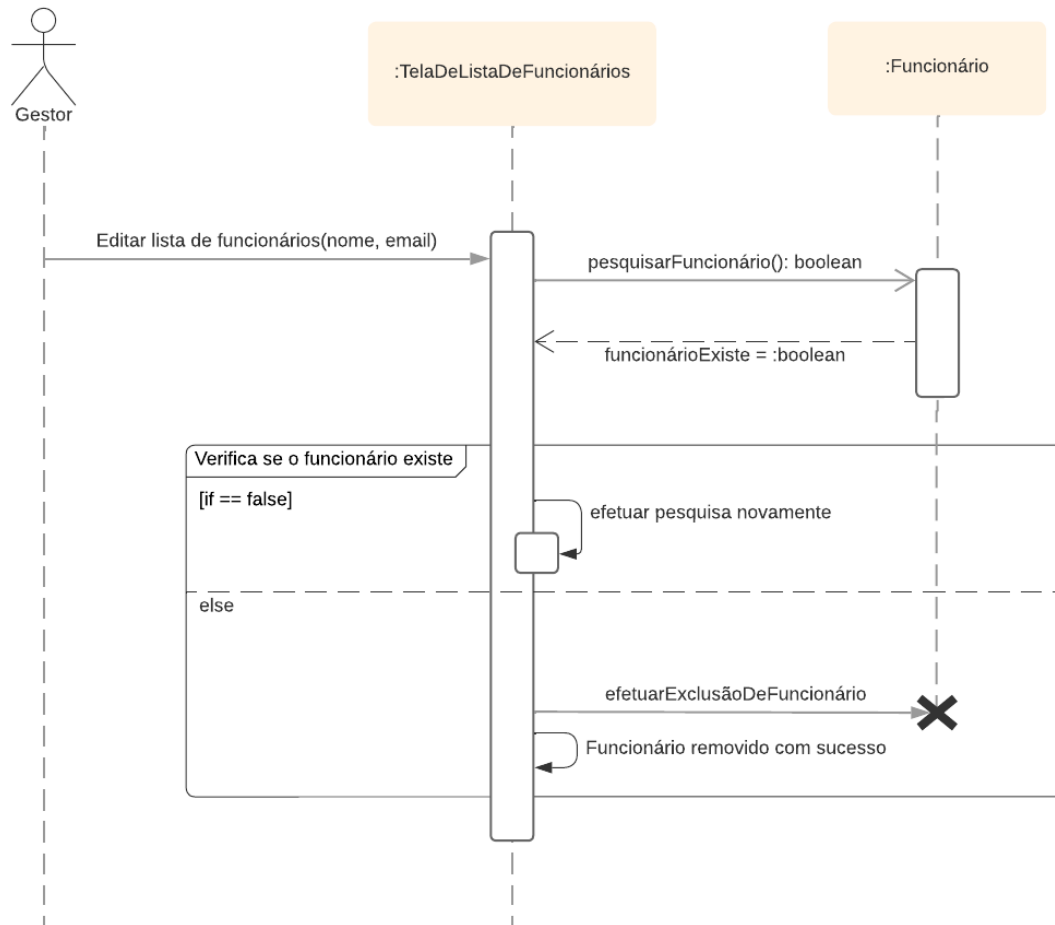 :TelaDeListaDeFuncionários
:Funcionário
Gestor
Editar lista de funcionários(nome, email)
pesquisarFuncionário(): boolean
funcionárioExiste = :boolean
Verifica se o funcionário existe
[if == false]
efetuar pesquisa novamente
else
efetuarExclusãoDeFuncionário
Funcionário removido com sucesso